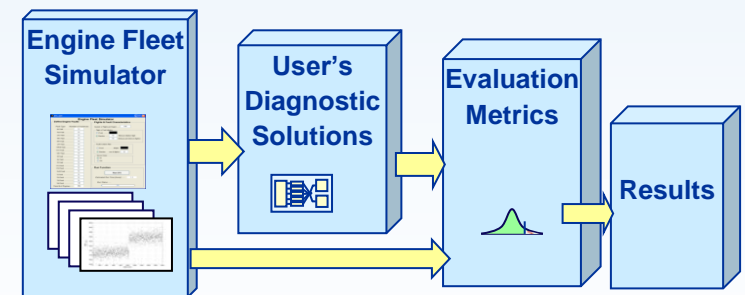 Engine Fleet
Simulator
User's
Diagnostic
Solutions
Evaluation
Metrics
Results